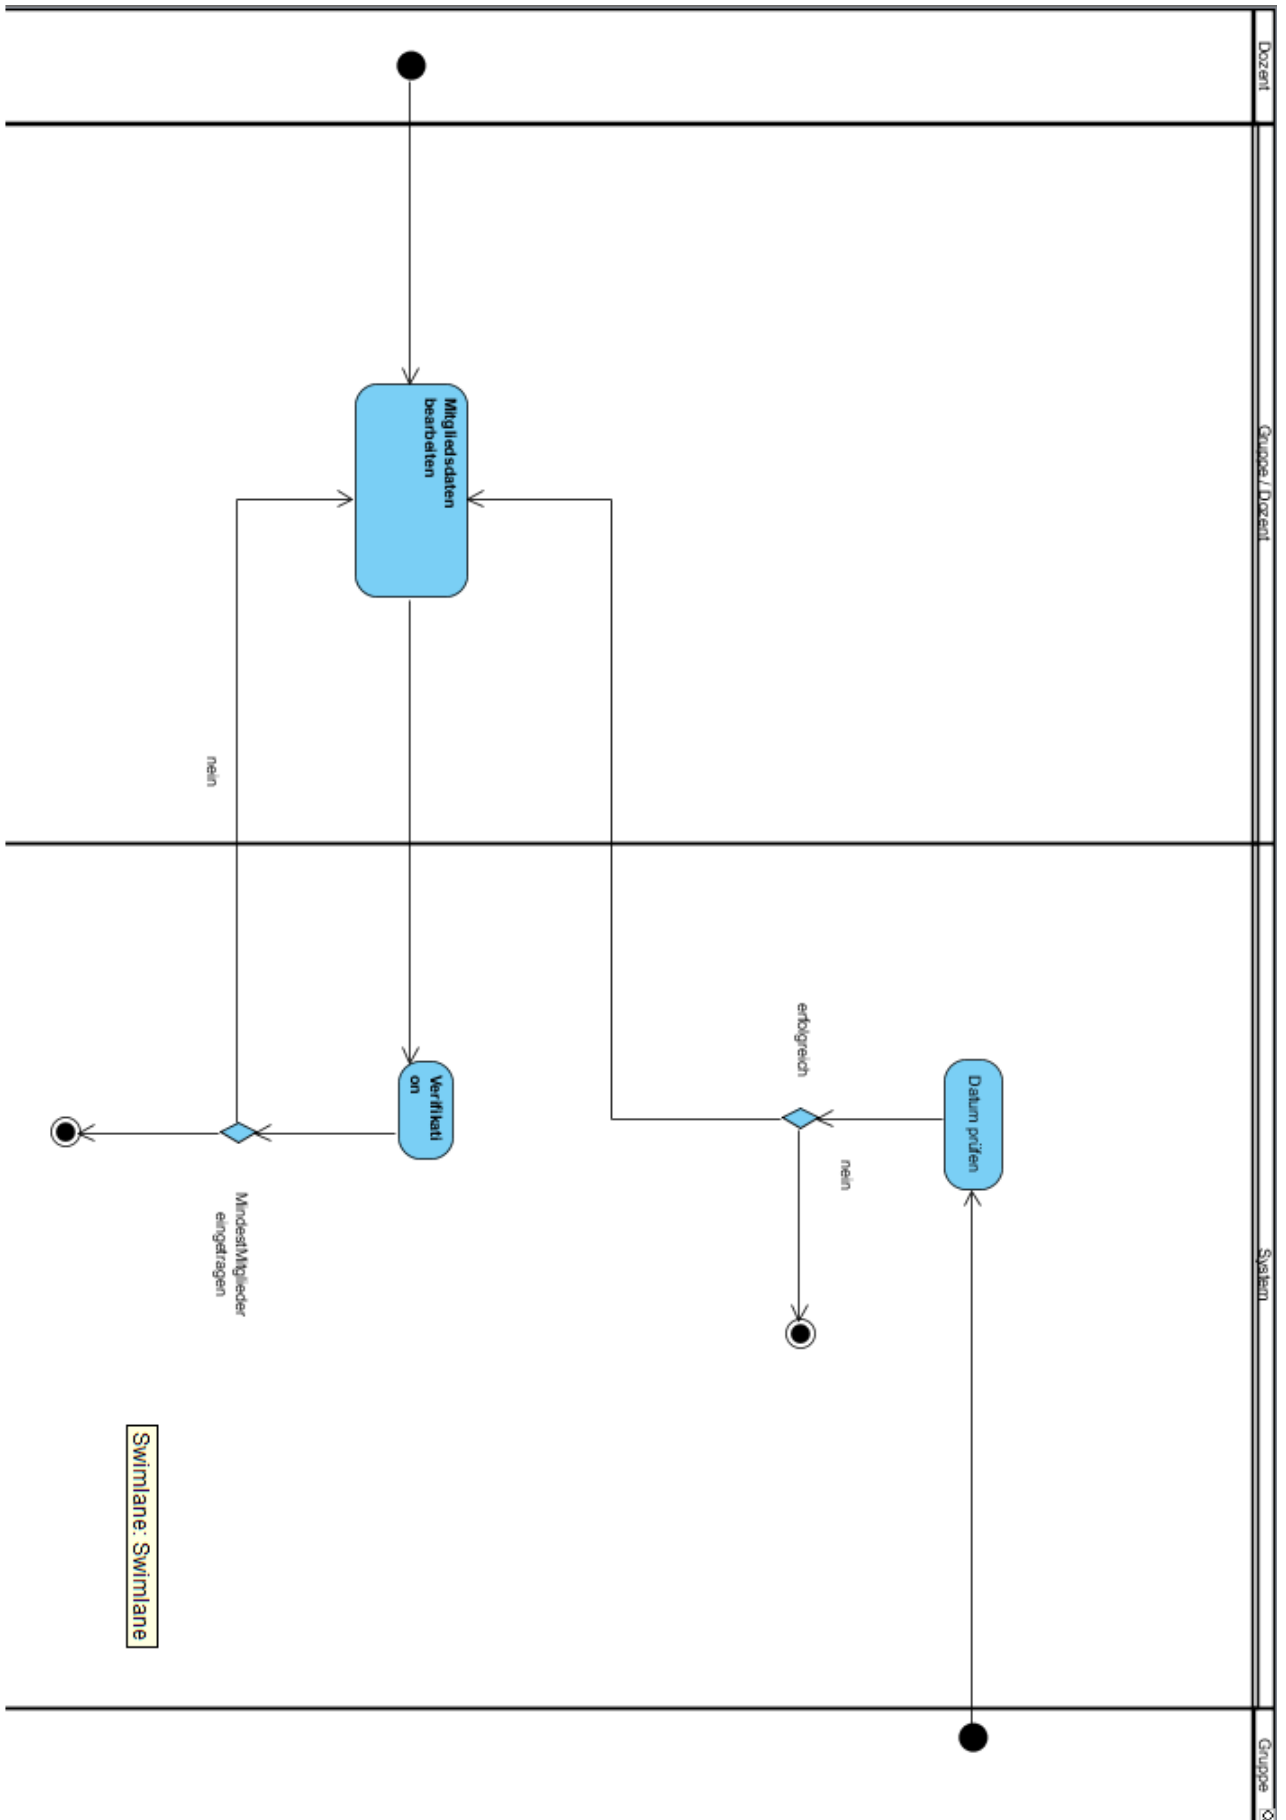 Dozent
Gruppe / Dozent
System
Gruppe
Datum prüfen
erfolgreich
nein
Mitgliedsdaten
bearbeiten
Verifikati
on
nein
MindestMitglieder
eingetragen
Swimlane: Swimlane